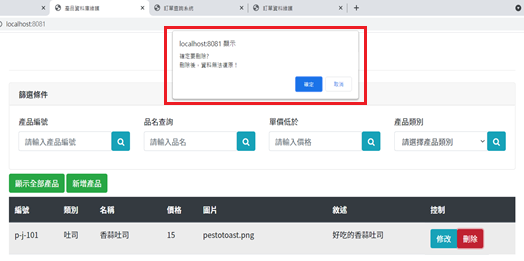 產品資料庫維護
訂單查詢系統
訂單資料維護
localhost:8081
localhost:8081 顯示
確定要刪除?
刪除後，資料無法復原！
確定 取消
篩選條件
產品編號 品名查詢 單價低於 產品類別
請輸入產品編號 請輸入品名 請輸入價格 請選擇產品類別
顯示全部產品 新增產品
編號 類別 名稱 價格 圖片 敘述 控制
p-j-101 吐司 香蒜吐司 15 pestotoast.png 好吃的香蒜吐司 修改 刪除